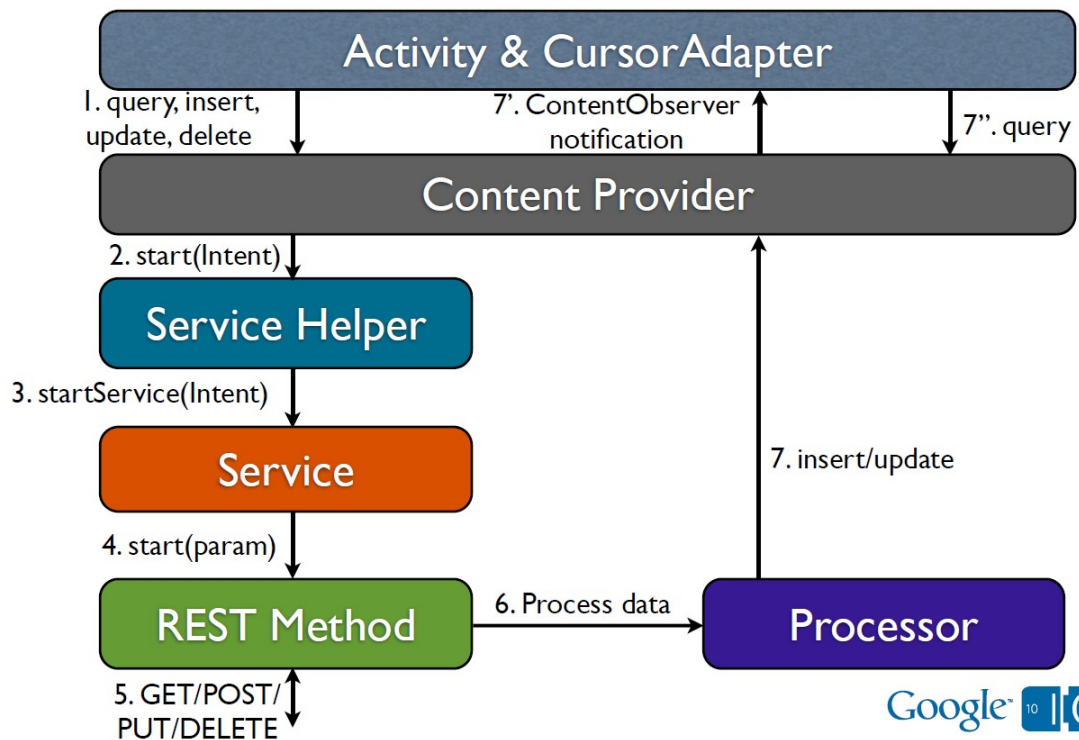 Activity & CursorAdapter
1. query, insert,
update, delete
7’. ContentObserver
notification
7”. query
Content Provider
2. start(Intent)
Service Helper
3. startService(Intent)
Service
7. insert/update
4. start(param)
REST Method
6. Process data
Processor
5. GET/POST/
PUT/DELETE
Google™ 10